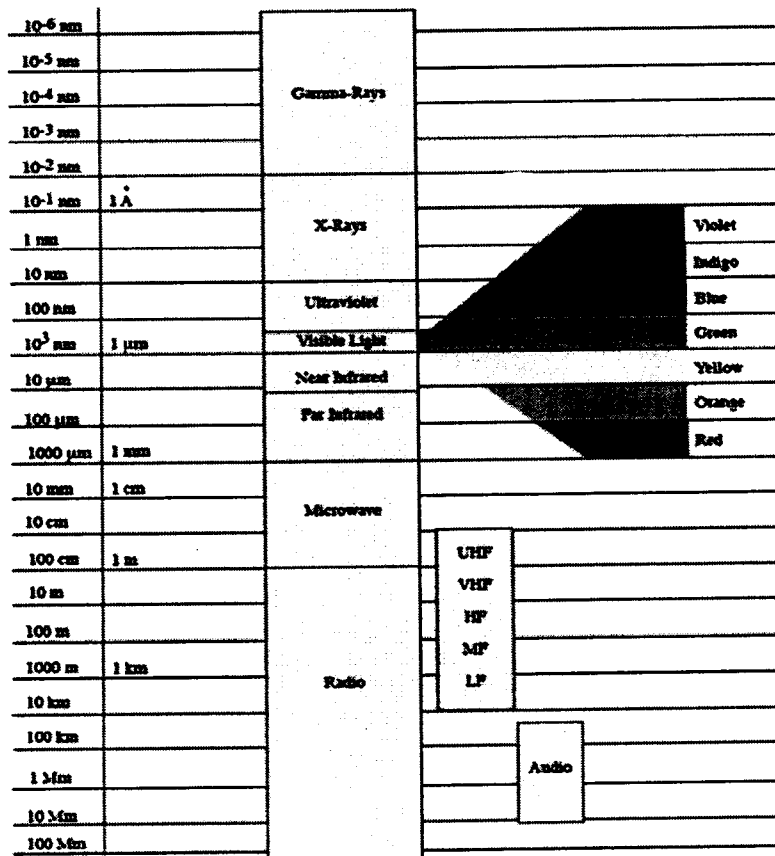 10-6 nm
10-5 nm
10-4 nm
Gamma-Rays
10-3 nm
10-2 nm
10-1 nm 1 Å
X-Rays
Violet
1 nm
Indigo
10 nm
Ultraviolet
Blue
100 nm
Green
10³ nm 1 μm
Visible Light
Yellow
10 μm
Near Infrared
Orange
100 μm
Far Infrared
Red
1000 μm 1 mm
10 mm 1 cm
Microwave
10 cm
UHF
100 cm 1 m
VHF
10 m
HF
100 m
MF
1000 m 1 km
Radio
LF
10 km
100 km
Audio
1 Mm
10 Mm
100 Mm